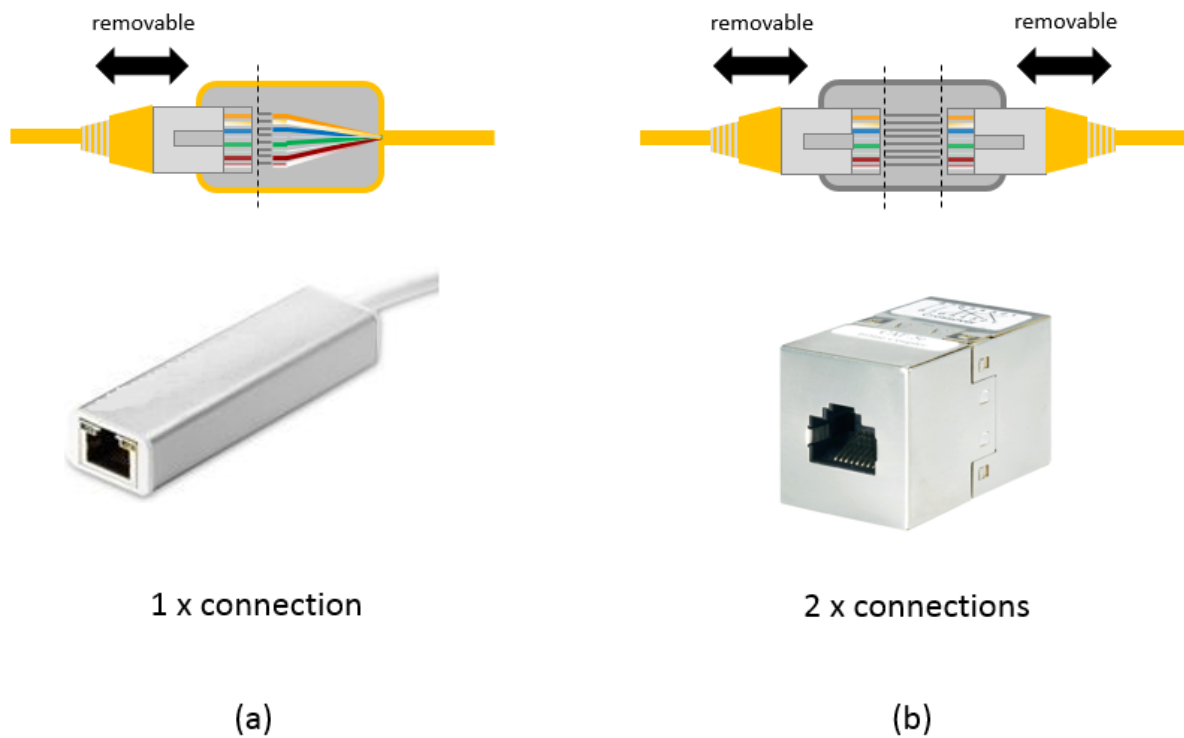 removable
removable
removable
1 x connection
2 x connections
(a)
(b)